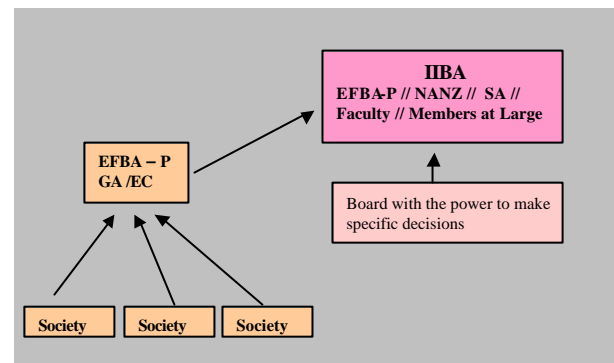 IIBA
EFBA-P // NANZ // SA //
Faculty // Members at Large
EFBA – P
GA /EC
Board with the power to make
specific decisions
Society
Society
Society